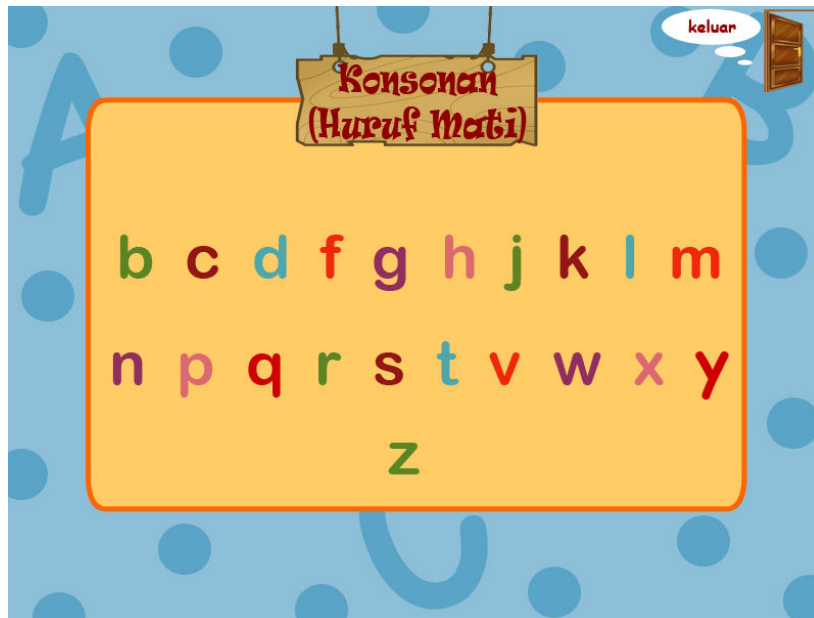 keluar
Konsonan
(Huruf Mati)
b c d f g h j k l m
n p q r s t v w x y
z